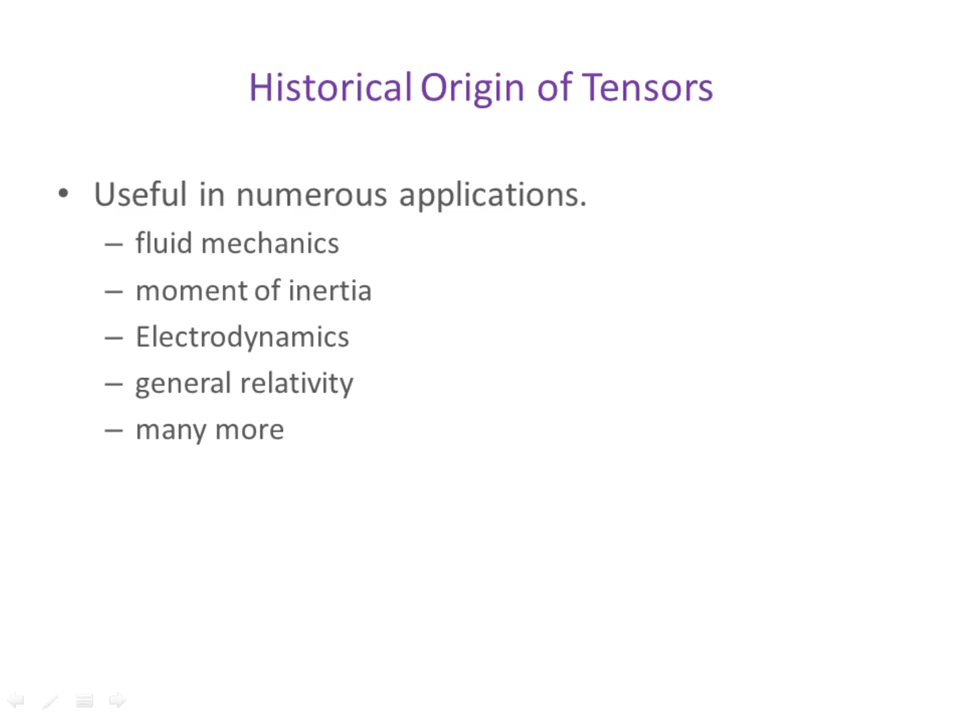 Historical Origin of Tensors
• Useful in numerous applications.
– fluid mechanics
– moment of inertia
– Electrodynamics
– general relativity
– many more